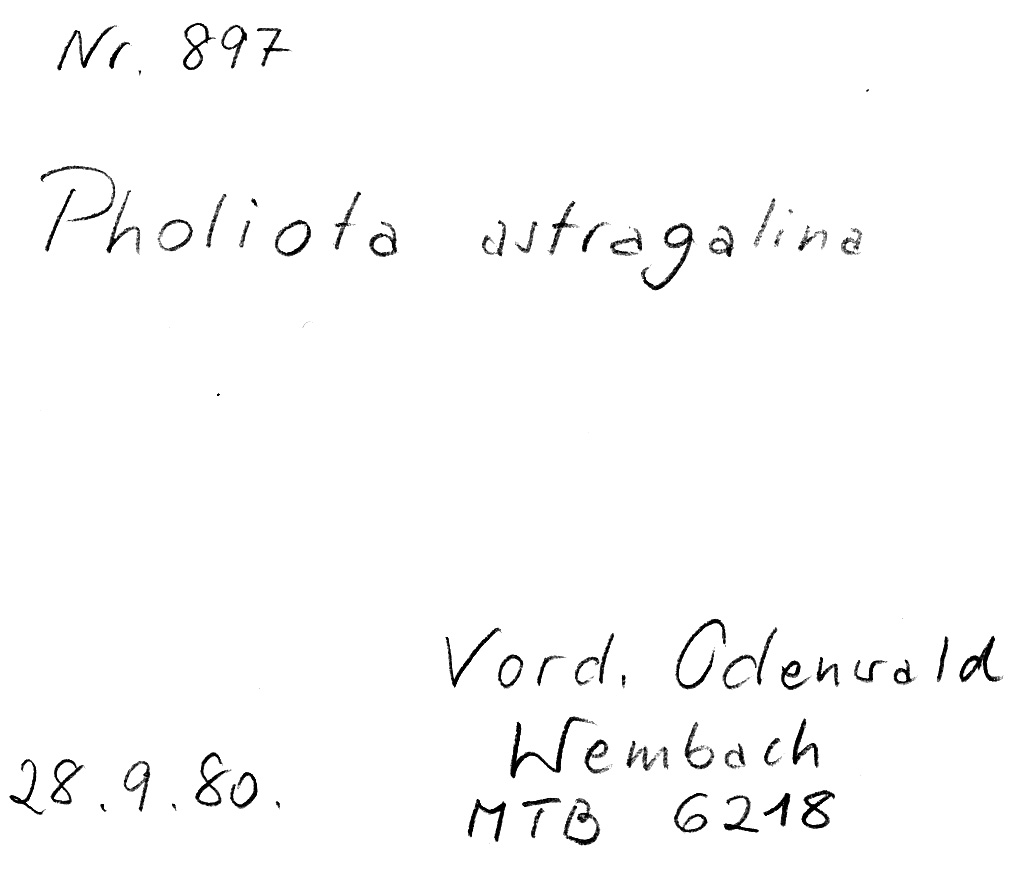 Nr. 897
Pholiota astragalina
Vord. Odenwald
Wembach
28.9.80.
MTB 6218